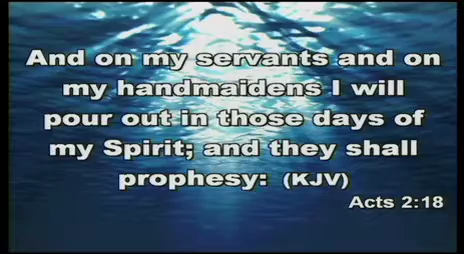 And on my servants and on
my handmaidens I will
pour out in those days of
my Spirit; and they shall
prophesy: (KJV)
Acts 2:18